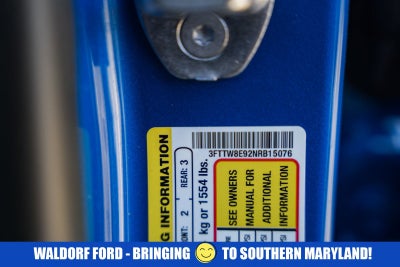 3FTTW8E92NRB15076
G INFORMATION
NT: 2
REAR: 3
kg or 1554 lbs.
SEE OWNERS
MANUAL FOR
ADDITIONAL
INFORMATION
WALDORF FORD - BRINGING 😊 TO SOUTHERN MARYLAND!